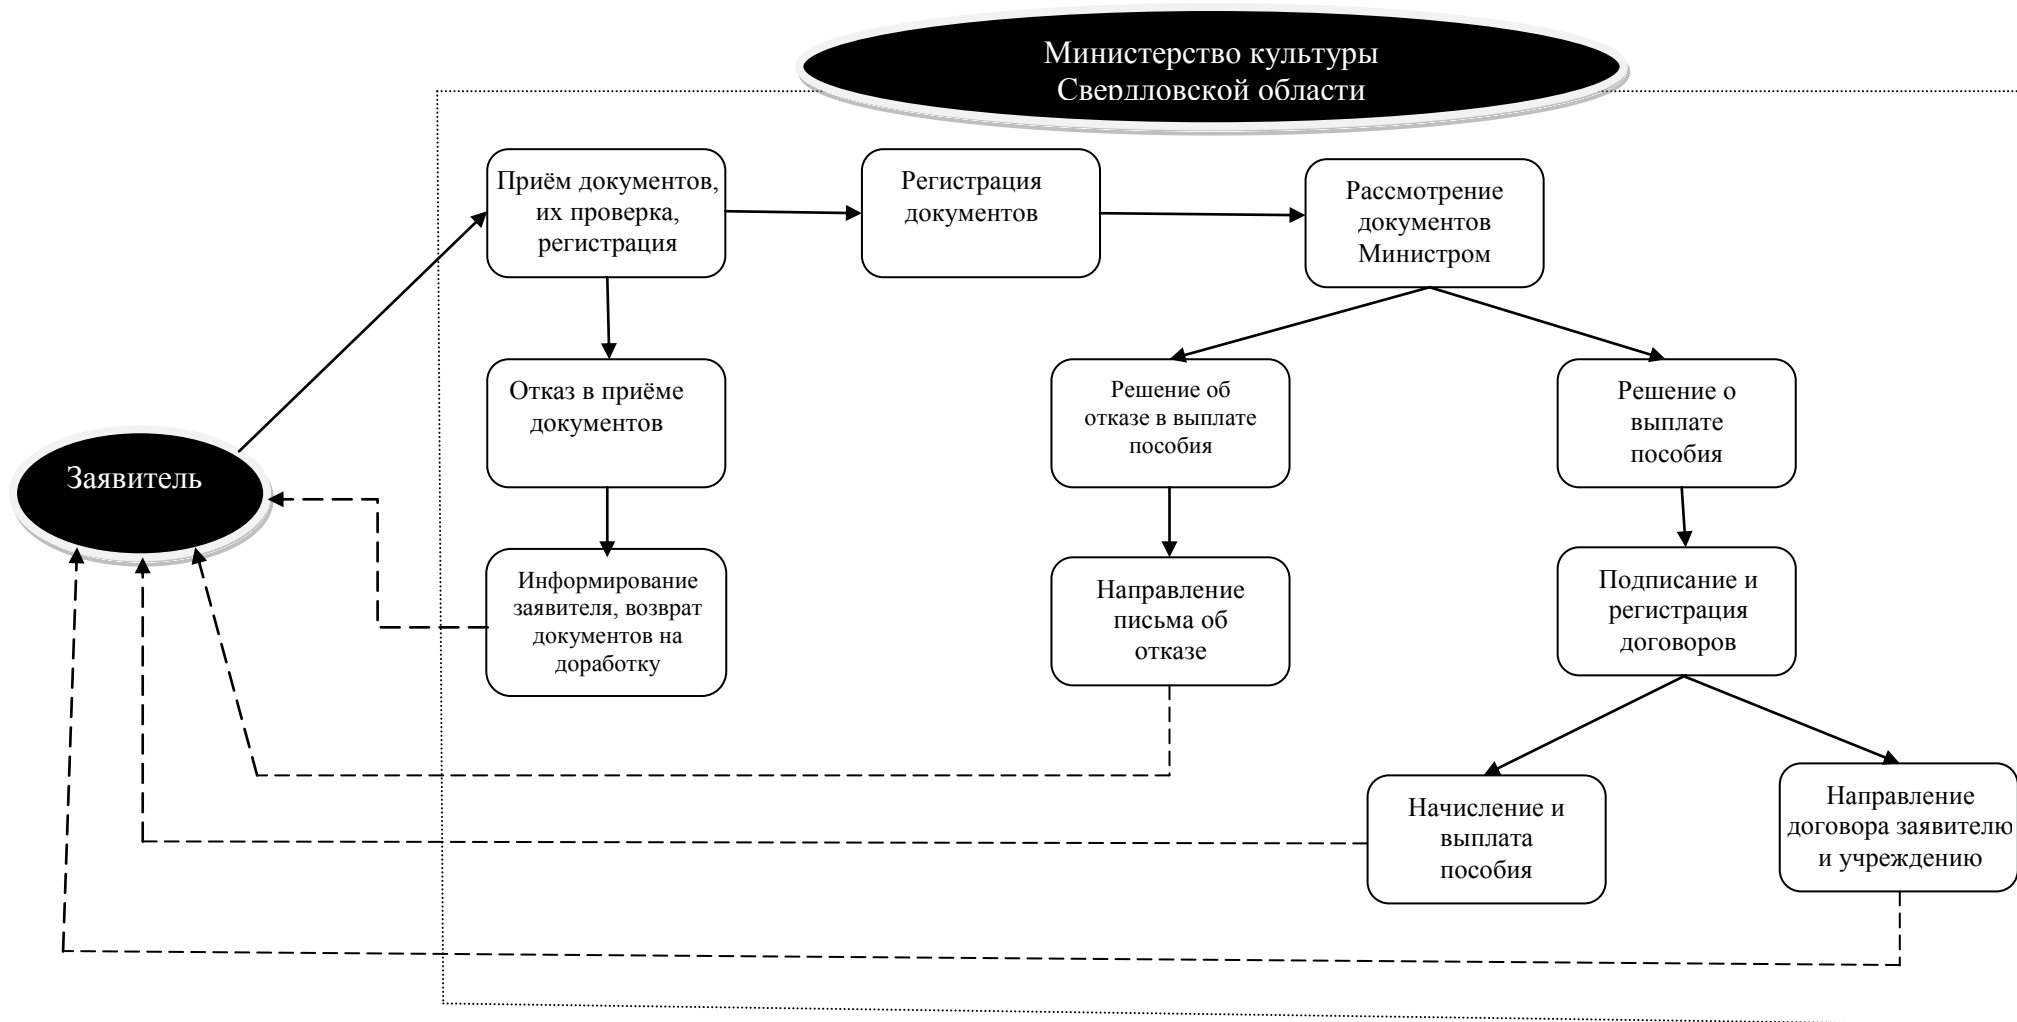 Министерство культуры
Свердловской области
Приём документов,
их проверка,
регистрация
Регистрация
документов
Рассмотрение
документов
Министром
Отказ в приёме
документов
Решение об
отказе в выплате
пособия
Решение о
выплате
пособия
Заявитель
Информирование
заявителя, возврат
документов на
доработку
Направление
письма об
отказе
Подписание и
регистрация
договоров
Начисление и
выплата
пособия
Направление
договора заявителю
и учреждению